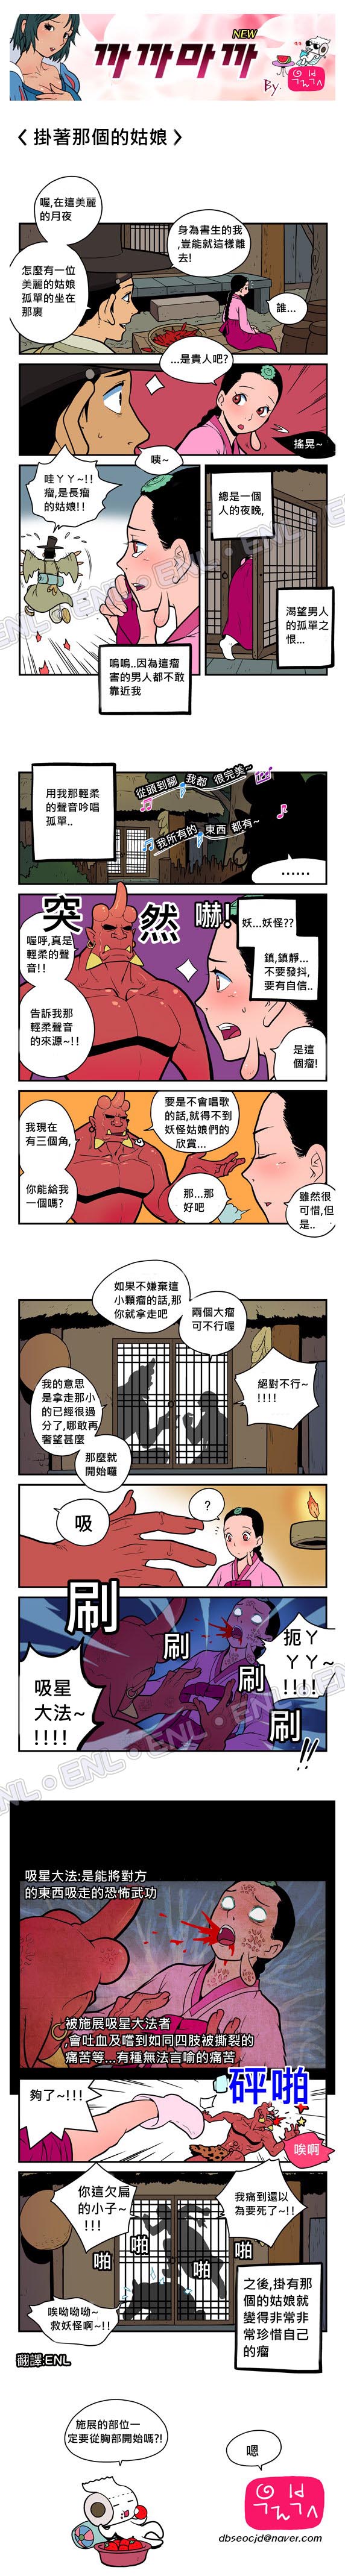 NEW
까까마까
By.
〈 掛著那個的姑娘 〉
喔,在這美麗
的月夜
怎麼有一位
美麗的姑娘
孤單的坐在
那裏
身為書生的我
,豈能就這樣離
去!
誰...
...是貴人吧?
搖晃~
咦~
哇ㄚㄚ~!!
瘤,是長瘤
的姑娘!!
總是一個
人的夜晚,
渴望男人
的孤單之
恨...
嗚嗚..因為這瘤
害的男人都不敢
靠近我
用我那輕柔
的聲音吟唱
孤單..
從頭到腳 我都 很完美~
我所有的 東西 都有~
......
突然
嚇!
喔呼,真是
輕柔的聲
音!!
告訴我那
輕柔聲音
的來源~!!
妖...妖怪??
鎮,鎮靜...
不要發抖,
要有自信..
是這
個瘤!
我現在
有三個角,
你能給我
一個嗎?
要是不會唱歌
的話,就得不到
妖怪姑娘們的
欣賞...
那...那
好吧
雖然很
可惜,但
是..
如果不嫌棄這
小顆瘤的話,那
你就拿走吧
兩個大瘤
可不行喔
我的意思
是拿走那小
的已經很過
分了,哪敢再
奢望甚麼
絕對不行~
!!!!
那麼就
開始囉
吸
?
刷
刷
刷
刷
吸星
大法~
!!!!
扼ㄚ
ㄚㄚ~
!!!!
!!
吸星大法:是能將對方
的東西吸走的恐怖武功
被施展吸星大法者
,會吐血及嚐到如同四肢被撕裂的
痛苦等...有種無法言喻的痛苦
夠了~!!!
砰啪
唉啊
你這欠扁
的小子~
!!!
我痛到還以
為要死了~!!
啪
啪
啪
啪
唉呦呦呦~
救妖怪啊~!!
之後,掛有那
個的姑娘就
變得非常非
常珍惜自己
的瘤
翻譯:ENL
施展的部位一
定要從胸部開始嗎?!
嗯
dbseocjd@naver.com